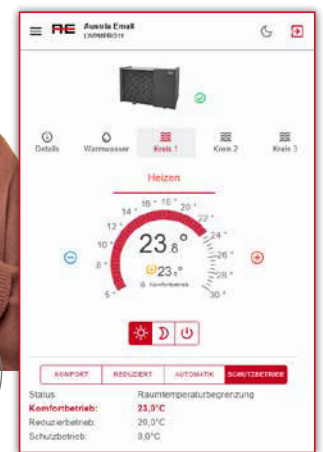 AE Austria Email
Details Warmwasser Kreis 1 Kreis 2 Kreis 3
Heizen
5° 8° 10° 12° 14° 16° 18° 20° 22° 24° 26° 28° 30°
23.8°
23.°
Komfortbetrieb
KOMFORT REDUZIERT AUTOMATIK SCHUTZBETRIEB
Status Raumtemperaturbegrenzung
Komfortbetrieb: 23,0°C
Reduzierbetrieb: 20,0°C
Schutzbetrieb: 0,0°C